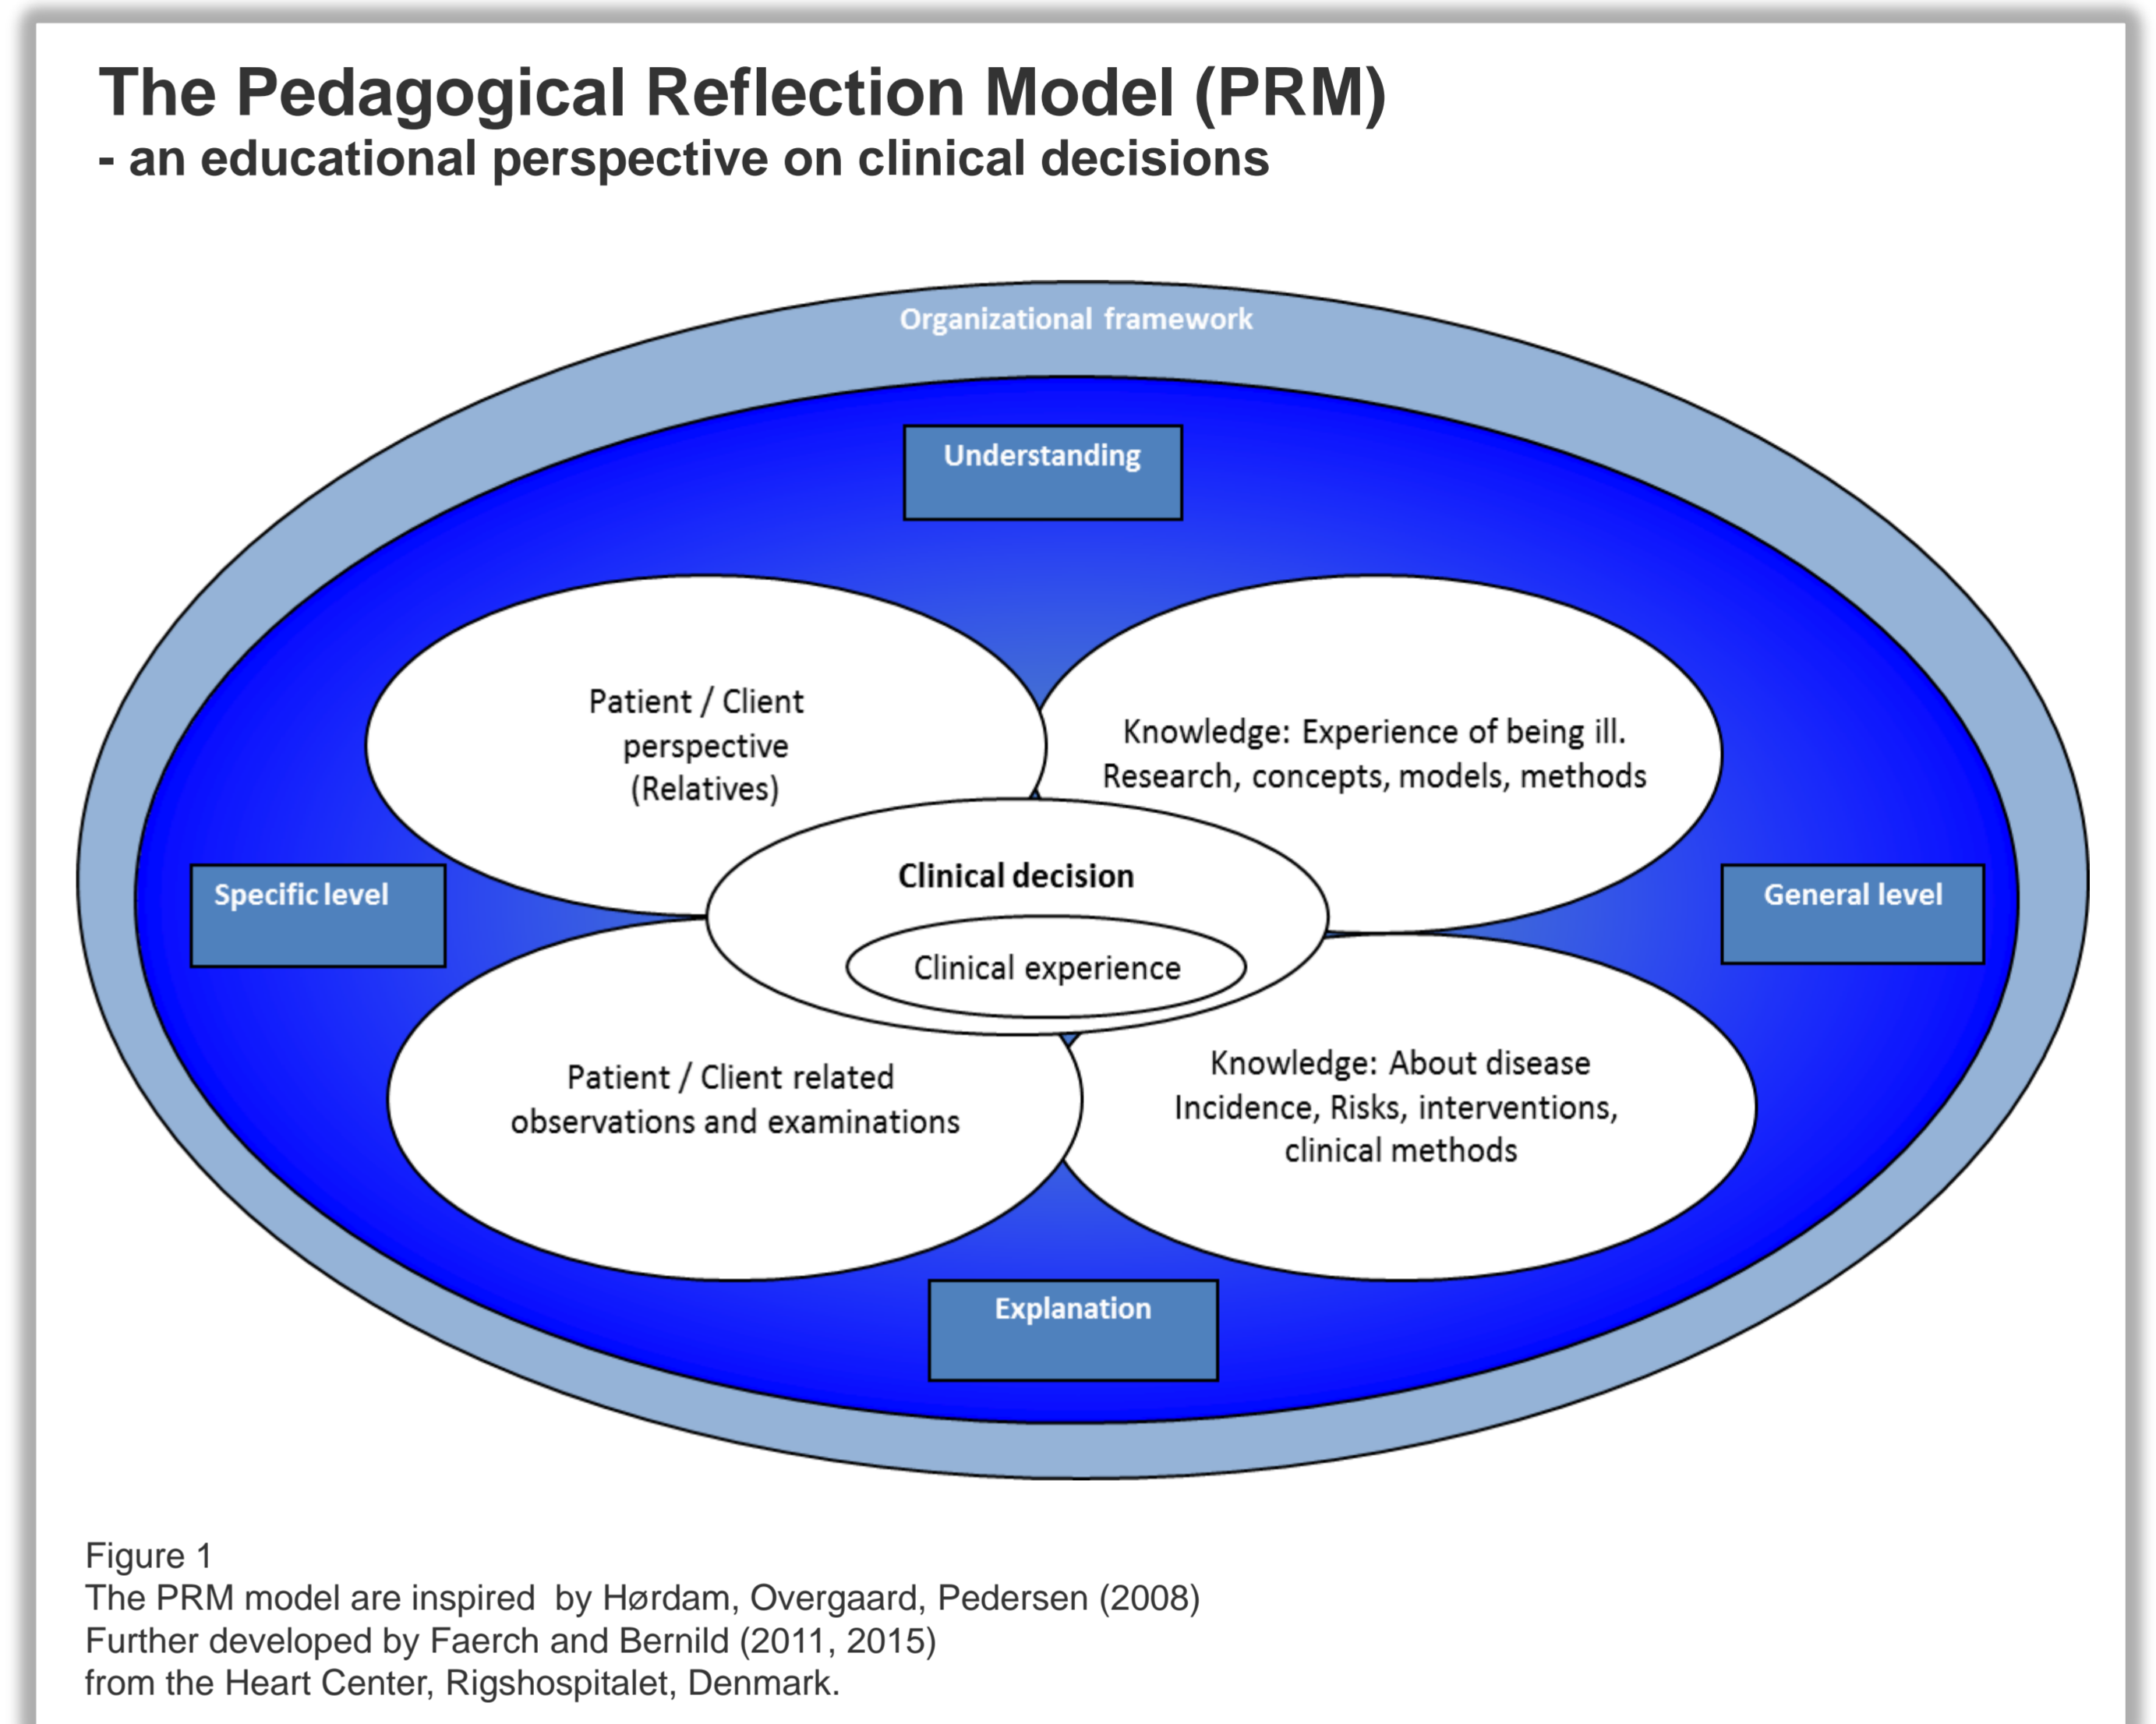 The Pedagogical Reflection Model (PRM)
- an educational perspective on clinical decisions
Organizational framework
Understanding
Patient / Client
perspective
(Relatives)
Knowledge: Experience of being ill.
Research, concepts, models, methods
Specific level
Clinical decision
Clinical experience
General level
Patient / Client related
observations and examinations
Knowledge: About disease
Incidence, Risks, interventions,
clinical methods
Explanation
Figure 1
The PRM model are inspired by Hørdam, Overgaard, Pedersen (2008)
Further developed by Faerch and Bernild (2011, 2015)
from the Heart Center, Rigshospitalet, Denmark.